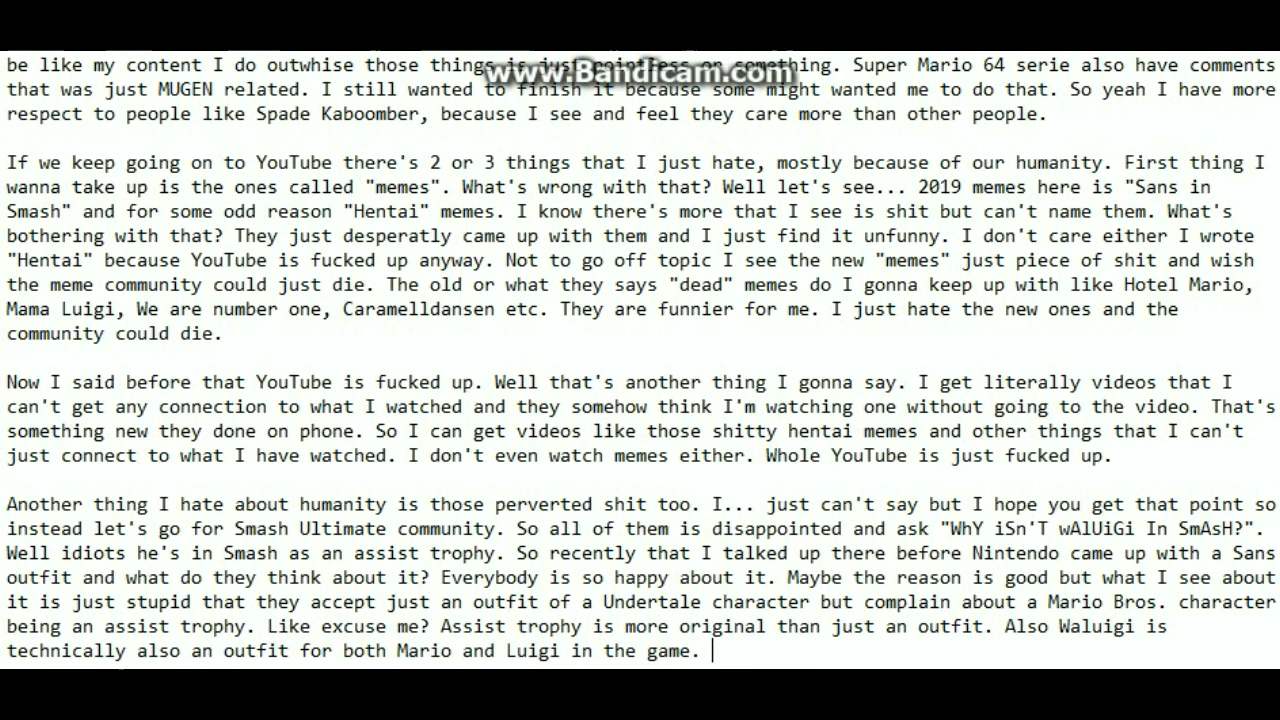 be like my content I do outwhise those things is just pointless or something. Super Mario 64 serie also have comments
www.Bandicam.com
that was just MUGEN related. I still wanted to finish it because some might wanted me to do that. So yeah I have more
respect to people like Spade Kaboomber, because I see and feel they care more than other people.
If we keep going on to YouTube there's 2 or 3 things that I just hate, mostly because of our humanity. First thing I
wanna take up is the ones called "memes". What's wrong with that? Well let's see... 2019 memes here is "Sans in
Smash" and for some odd reason "Hentai" memes. I know there's more that I see is shit but can't name them. What's
bothering with that? They just desperatly came up with them and I just find it unfunny. I don't care either I wrote
"Hentai" because YouTube is fucked up anyway. Not to go off topic I see the new "memes" just piece of shit and wish
the meme community could just die. The old or what they says "dead" memes do I gonna keep up with like Hotel Mario,
Mama Luigi, We are number one, Caramelldansen etc. They are funnier for me. I just hate the new ones and the
community could die.
Now I said before that YouTube is fucked up. Well that's another thing I gonna say. I get literally videos that I
can't get any connection to what I watched and they somehow think I'm watching one without going to the video. That's
something new they done on phone. So I can get videos like those shitty hentai memes and other things that I can't
just connect to what I have watched. I don't even watch memes either. Whole YouTube is just fucked up.
Another thing I hate about humanity is those perverted shit too. I... just can't say but I hope you get that point so
instead let's go for Smash Ultimate community. So all of them is disappointed and ask "WhY iSn'T wAlUiGi In SmAsH?".
Well idiots he's in Smash as an assist trophy. So recently that I talked up there before Nintendo came up with a Sans
outfit and what do they think about it? Everybody is so happy about it. Maybe the reason is good but what I see about
it is just stupid that they accept just an outfit of a Undertale character but complain about a Mario Bros. character
being an assist trophy. Like excuse me? Assist trophy is more original than just an outfit. Also Waluigi is
technically also an outfit for both Mario and Luigi in the game.